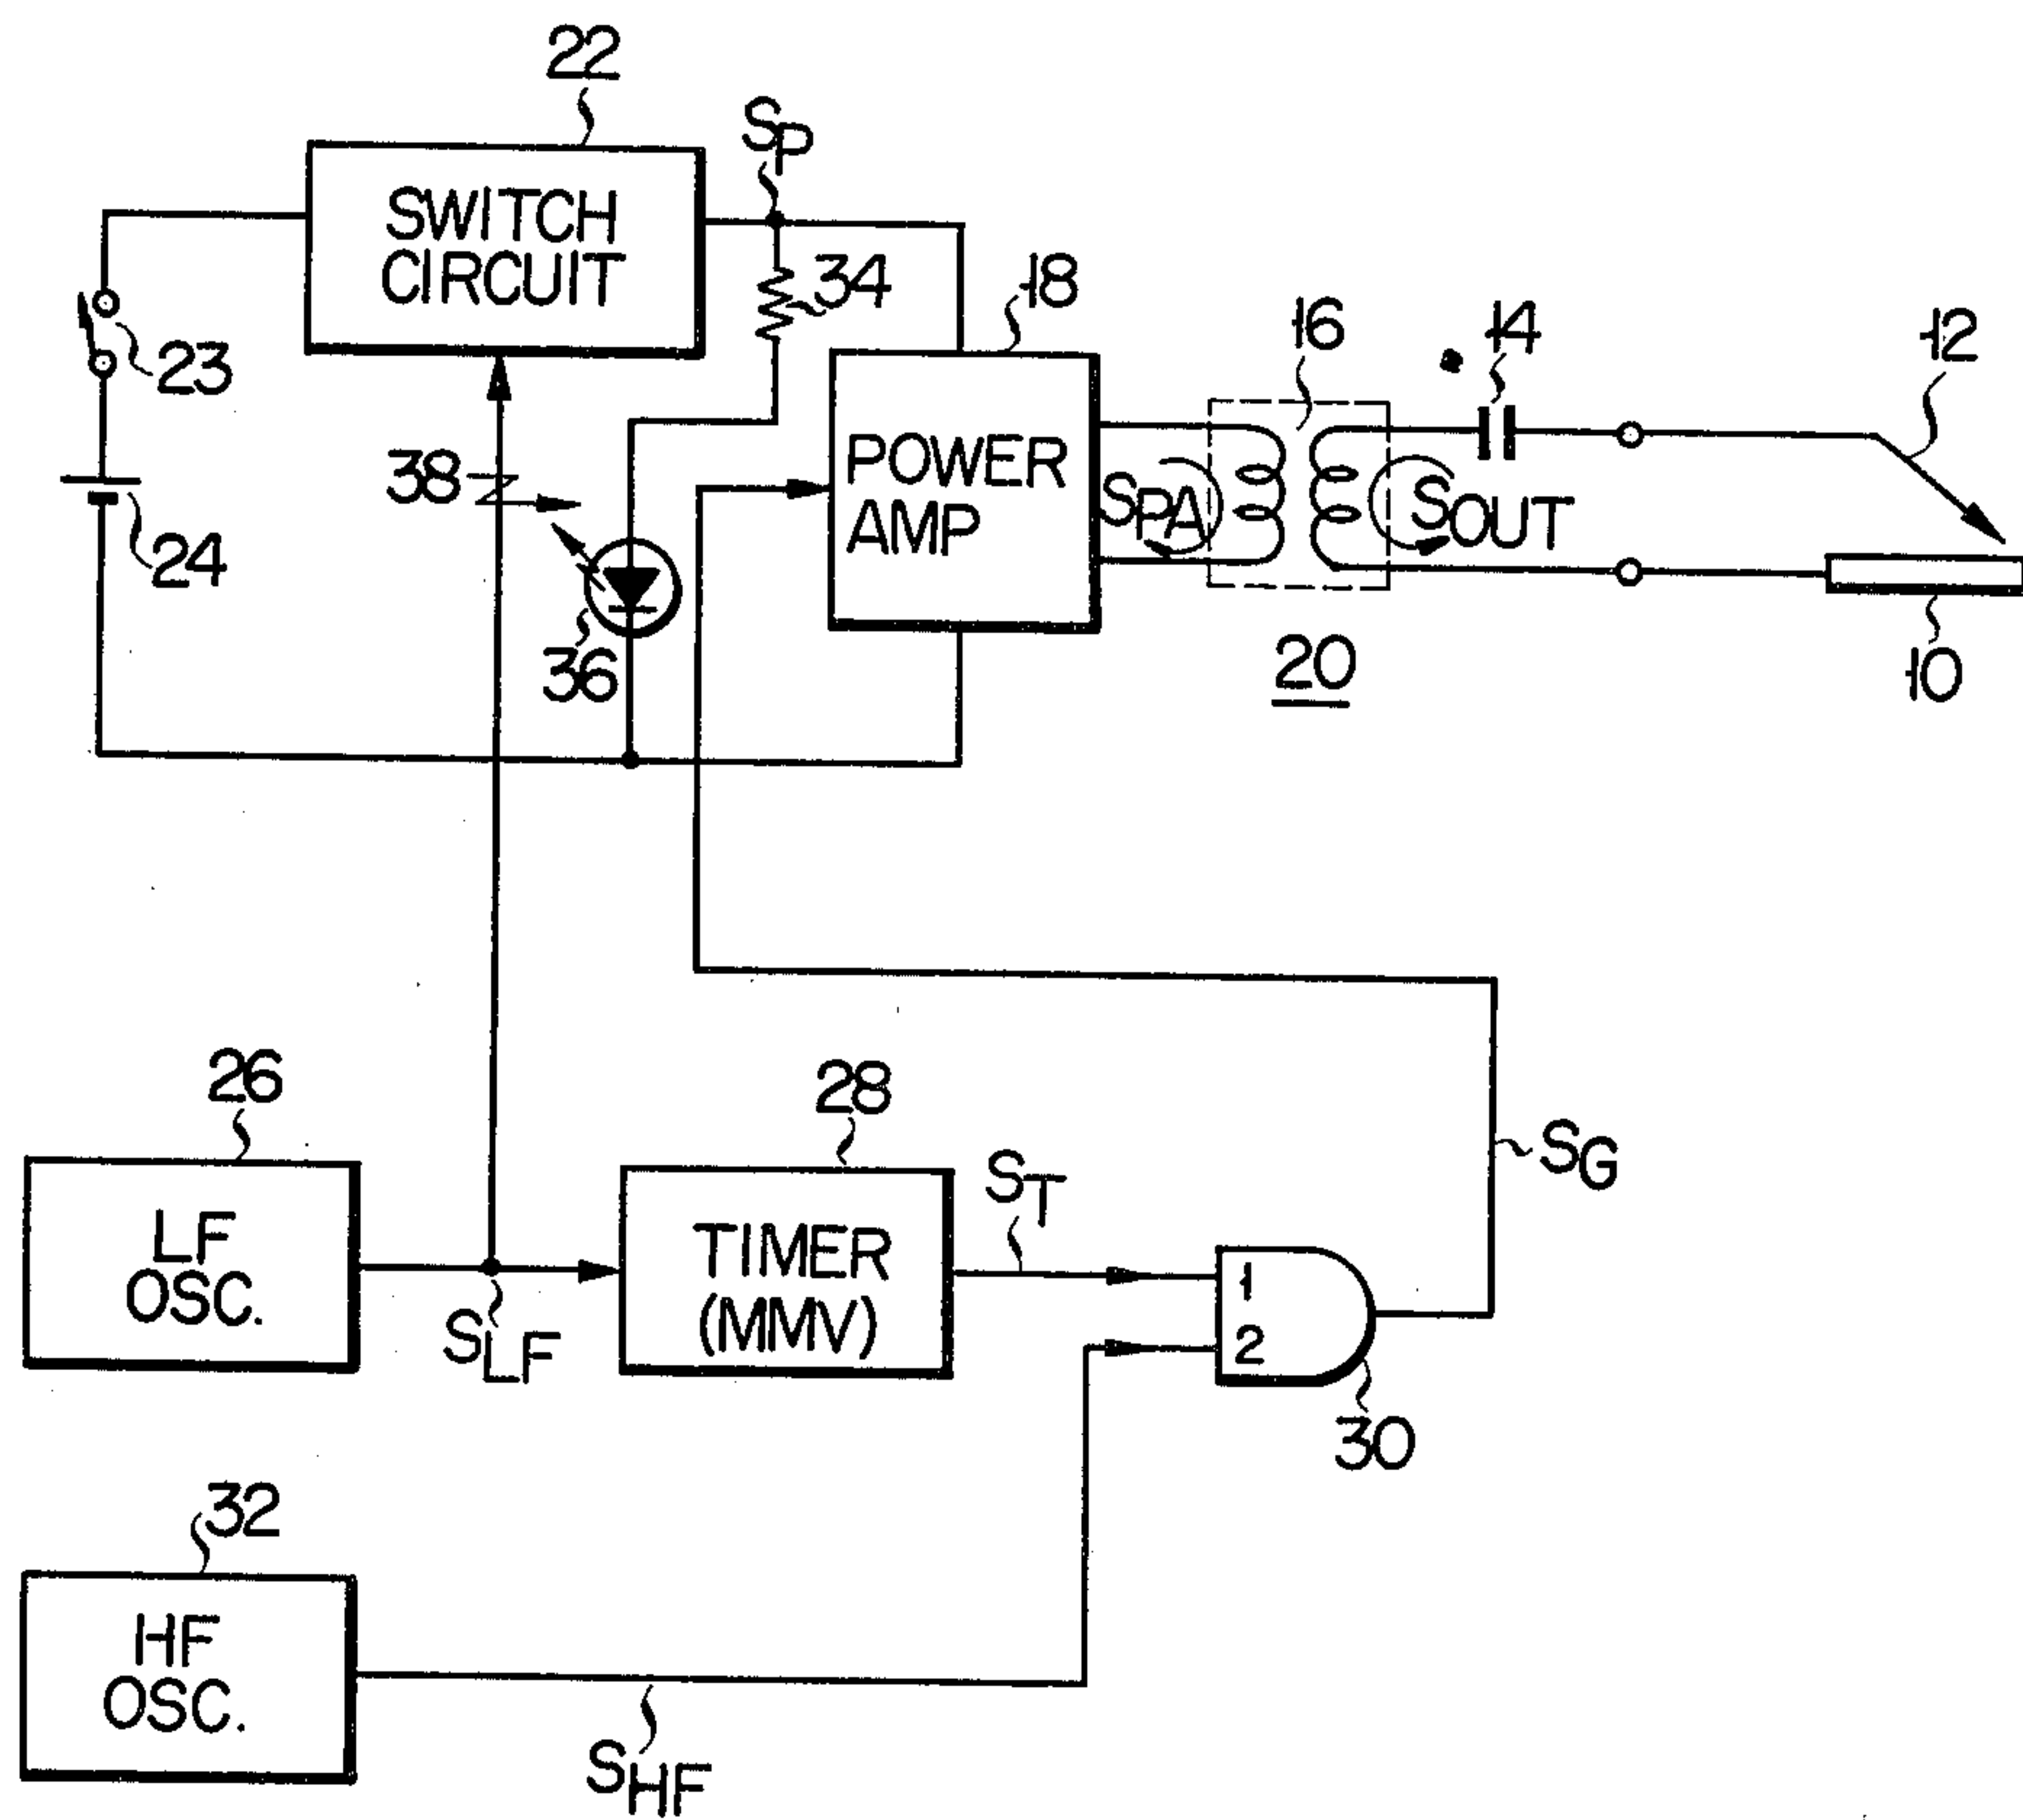 22
SP
SWITCH
CIRCUIT
34
18
16
14
12
23
38
POWER
AMP
SPA
SOUT
24
36
20
10
26
28
ST
SG
LF
OSC.
TIMER
(MMV)
1
2
SLF
30
32
HF
OSC.
SHF